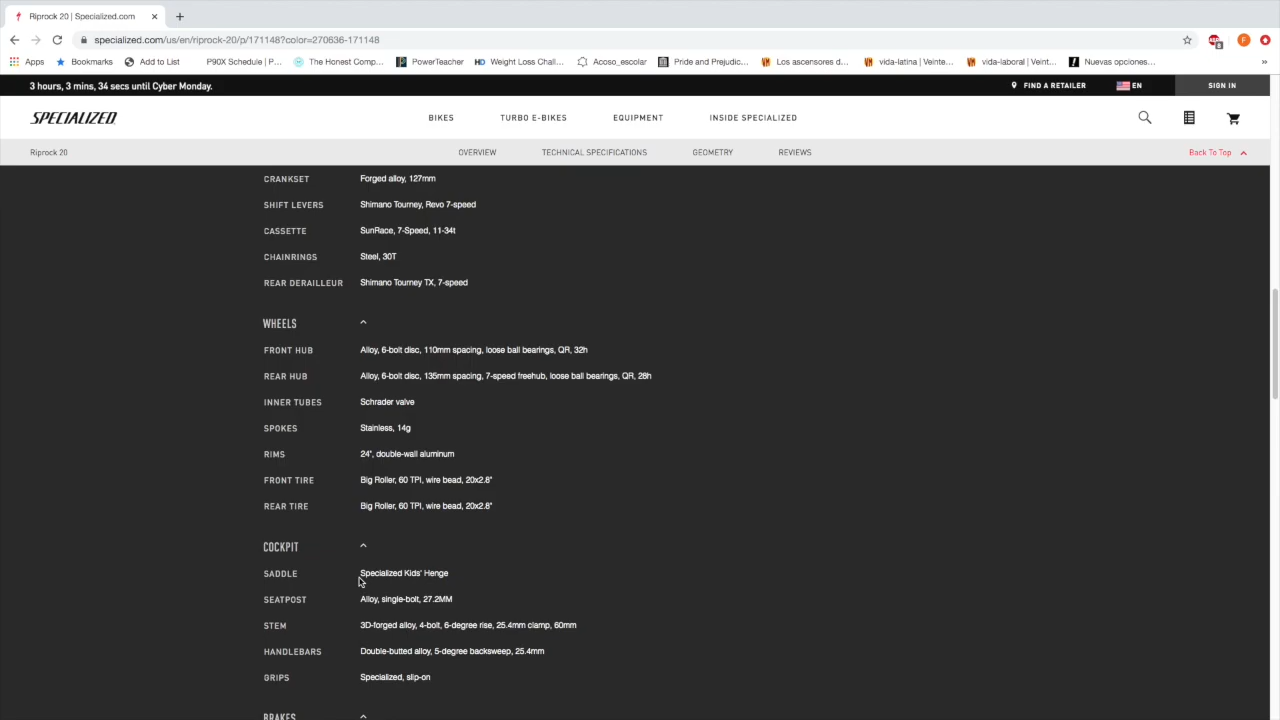 Riprock 20 | Specialized.com
specialized.com/us/en/riprock-20/p/171148?color=270636-171148
Apps Bookmarks Add to List P90X Schedule | P... The Honest Comp... PowerTeacher HD Weight Loss Chall... Acoso_escolar Pride and Prejudic... Los ascensores d... vida-latina | Veinte... vida-laboral | Veint... Nuevas opciones... »
3 hours, 3 mins, 34 secs until Cyber Monday. FIND A RETAILER EN SIGN IN
SPECIALIZED BIKES TURBO E-BIKES EQUIPMENT INSIDE SPECIALIZED
Riprock 20 OVERVIEW TECHNICAL SPECIFICATIONS GEOMETRY REVIEWS Back To Top
CRANKSET Forged alloy, 127mm
SHIFT LEVERS Shimano Tourney, Revo 7-speed
CASSETTE SunRace, 7-Speed, 11-34t
CHAINRINGS Steel, 30T
REAR DERAILLEUR Shimano Tourney TX, 7-speed
WHEELS
FRONT HUB Alloy, 6-bolt disc, 110mm spacing, loose ball bearings, QR, 32h
REAR HUB Alloy, 6-bolt disc, 135mm spacing, 7-speed freehub, loose ball bearings, QR, 28h
INNER TUBES Schrader valve
SPOKES Stainless, 14g
RIMS 24", double-wall aluminum
FRONT TIRE Big Roller, 60 TPI, wire bead, 20x2.8"
REAR TIRE Big Roller, 60 TPI, wire bead, 20x2.8"
COCKPIT
SADDLE Specialized Kids' Henge
SEATPOST Alloy, single-bolt, 27.2MM
STEM 3D-forged alloy, 4-bolt, 6-degree rise, 25.4mm clamp, 60mm
HANDLEBARS Double-butted alloy, 5-degree backsweep, 25.4mm
GRIPS Specialized, slip-on
BRAKES